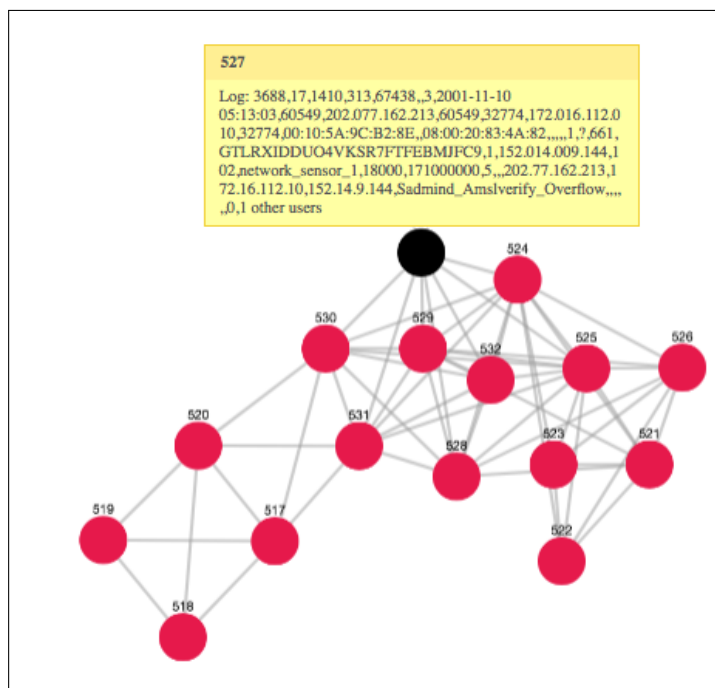 527
Log: 3688,17,1410,313,67438,,3,2001-11-10
05:13:03,60549,202.077.162.213,60549,32774,172.016.112.0
10,32774,00:10:5A:9C:B2:8E,,08:00:20:83:4A:82,,,,,1,?,661,
GTLRXIDDUO4VKSR7FTFEBMJFC9,1,152.014.009.144,1
02,network_sensor_1,18000,171000000,5,,,202.77.162.213,1
72.16.112.10,152.14.9.144,Sadmind_Amslverify_Overflow,,,,
,,0,1 other users
524
530
529
532
525
526
520
531
528
523
521
519
517
522
518